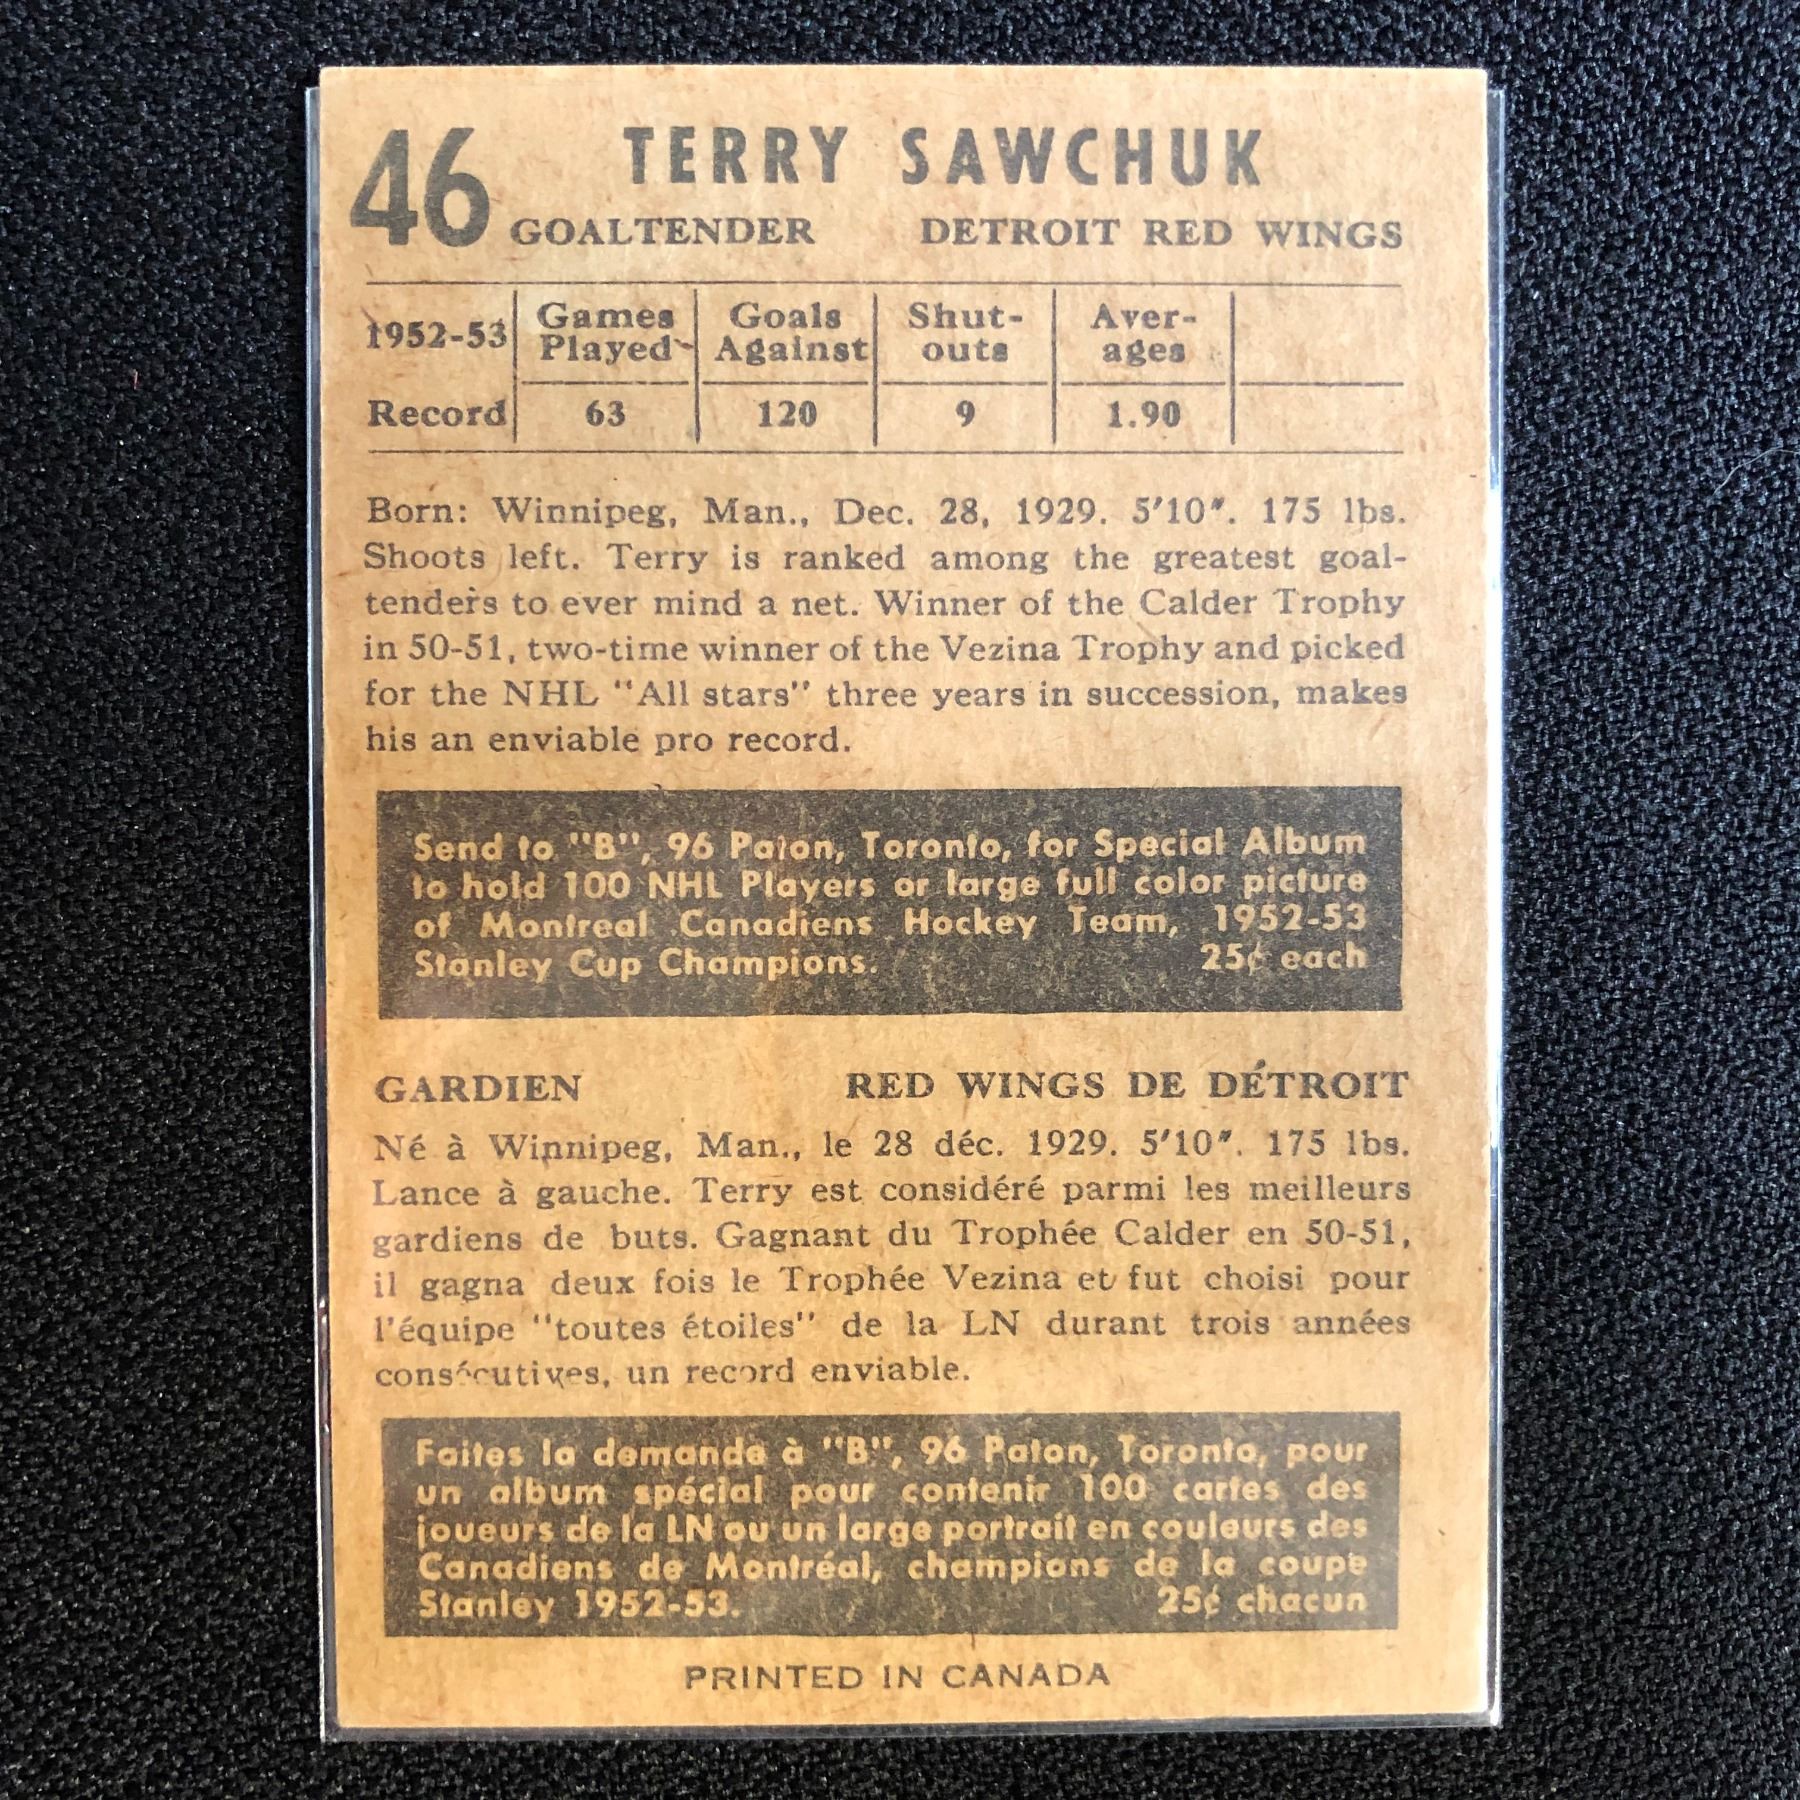 46 TERRY SAWCHUK
GOALTENDER DETROIT RED WINGS
1952-53 Games Played Goals Against Shut-outs Aver-ages
Record 63 120 9 1.90
Born: Winnipeg, Man., Dec. 28, 1929. 5'10". 175 lbs.
Shoots left. Terry is ranked among the greatest goal-
tenders to ever mind a net. Winner of the Calder Trophy
in 50-51, two-time winner of the Vezina Trophy and picked
for the NHL "All stars" three years in succession, makes
his an enviable pro record.
Send to "B", 96 Paton, Toronto, for Special Album
to hold 100 NHL Players or large full color picture
of Montreal Canadiens Hockey Team, 1952-53
Stanley Cup Champions. 25¢ each
GARDIEN RED WINGS DE DÉTROIT
Né à Winnipeg, Man., le 28 déc. 1929. 5'10". 175 lbs.
Lance à gauche. Terry est considéré parmi les meilleurs
gardiens de buts. Gagnant du Trophée Calder en 50-51,
il gagna deux fois le Trophée Vezina et fut choisi pour
l'équipe "toutes étoiles" de la LN durant trois années
consécutives, un record enviable.
Faites la demande à "B", 96 Paton, Toronto, pour
un album spécial pour contenir 100 cartes des
joueurs de la LN ou un large portrait en couleurs des
Canadiens de Montréal, champions de la coupe
Stanley 1952-53. 25¢ chacun
PRINTED IN CANADA